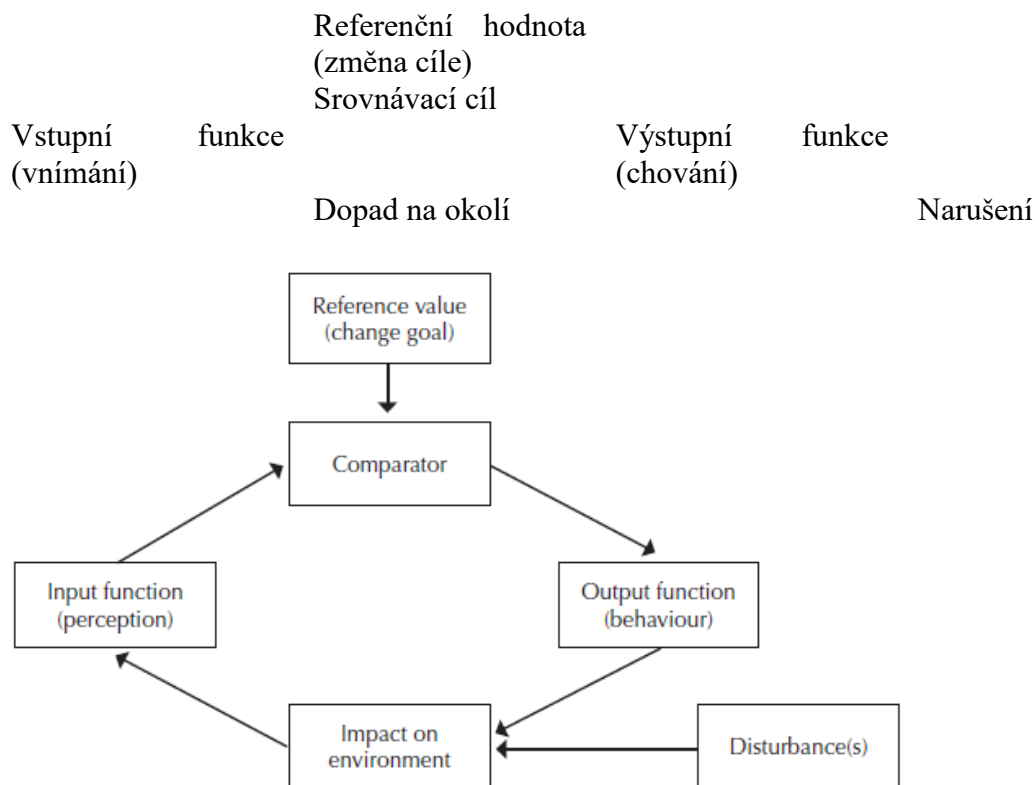 Referenční hodnota
(změna cíle)
Srovnávací cíl
Vstupní funkce
(vnímání)
Výstupní funkce
(chování)
Dopad na okolí
Narušení
Reference value
(change goal)
Comparator
Input function
(perception)
Output function
(behaviour)
Impact on
environment
Disturbance(s)